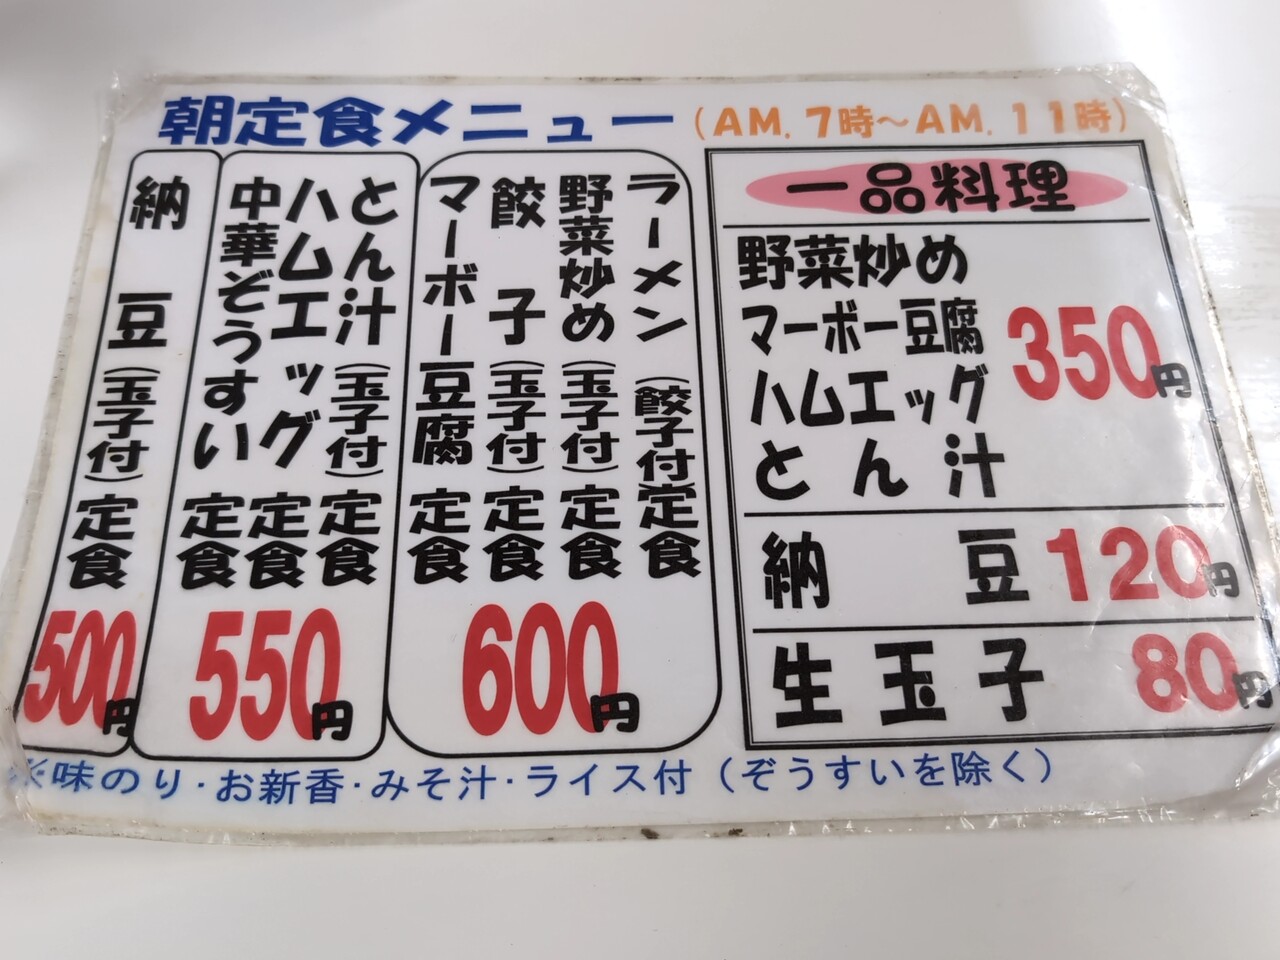 朝定食メニュー(AM.7時～AM.11時)
ラーメン(餃子付)定食
野菜炒め(玉子付)定食
餃子(玉子付)定食
マーボー豆腐定食
600円
とん汁(玉子付)定食
ハムエッグ定食
中華ぞうすい定食
550円
納豆(玉子付)定食
500円
一品料理
野菜炒め
マーボー豆腐
ハムエッグ
とん汁
350円
納豆 120円
生玉子 80円
※味のり・お新香・みそ汁・ライス付(ぞうすいを除く)